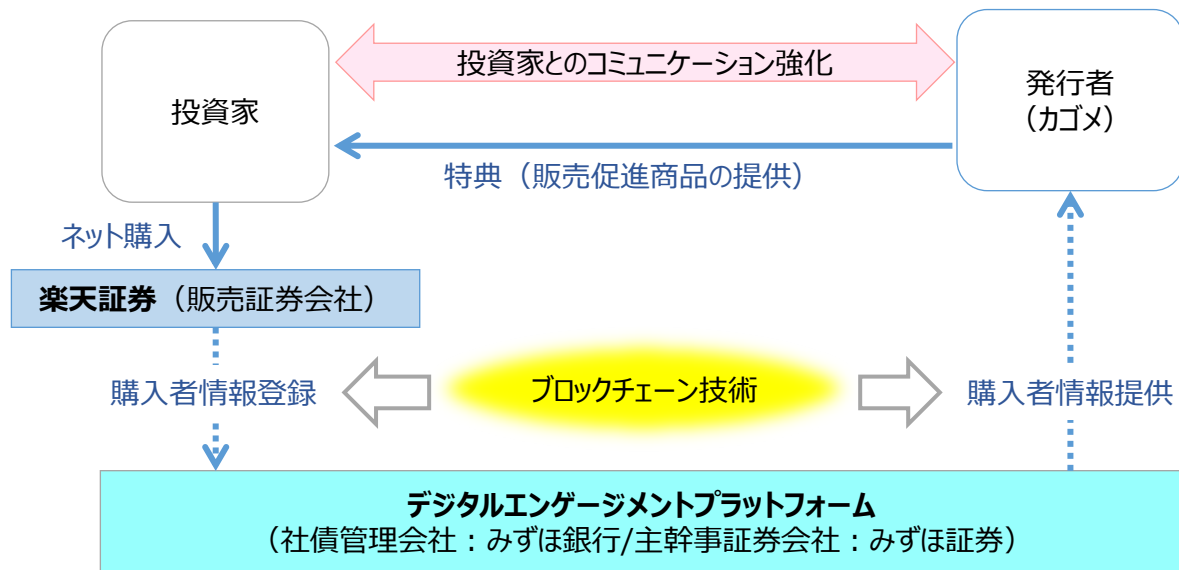 投資家とのコミュニケーション強化
投資家
発行者
（カゴメ）
特典（販売促進商品の提供）
ネット購入
楽天証券（販売証券会社）
購入者情報登録
ブロックチェーン技術
購入者情報提供
デジタルエンゲージメントプラットフォーム
（社債管理会社：みずほ銀行/主幹事証券会社：みずほ証券）